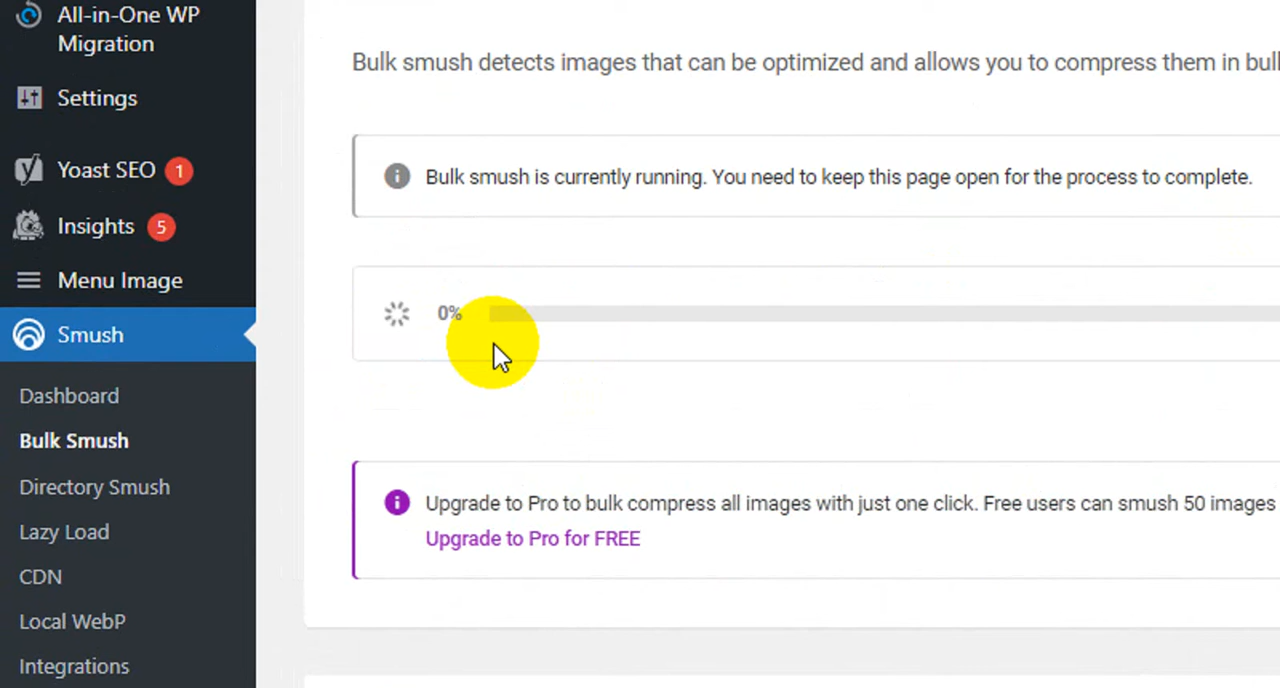 All-in-One WP
Migration
Settings
Yoast SEO 1
Insights 5
Menu Image
Smush
Dashboard
Bulk Smush
Directory Smush
Lazy Load
CDN
Local WebP
Integrations
Bulk smush detects images that can be optimized and allows you to compress them in bulk
Bulk smush is currently running. You need to keep this page open for the process to complete.
0%
Upgrade to Pro to bulk compress all images with just one click. Free users can smush 50 images
Upgrade to Pro for FREE